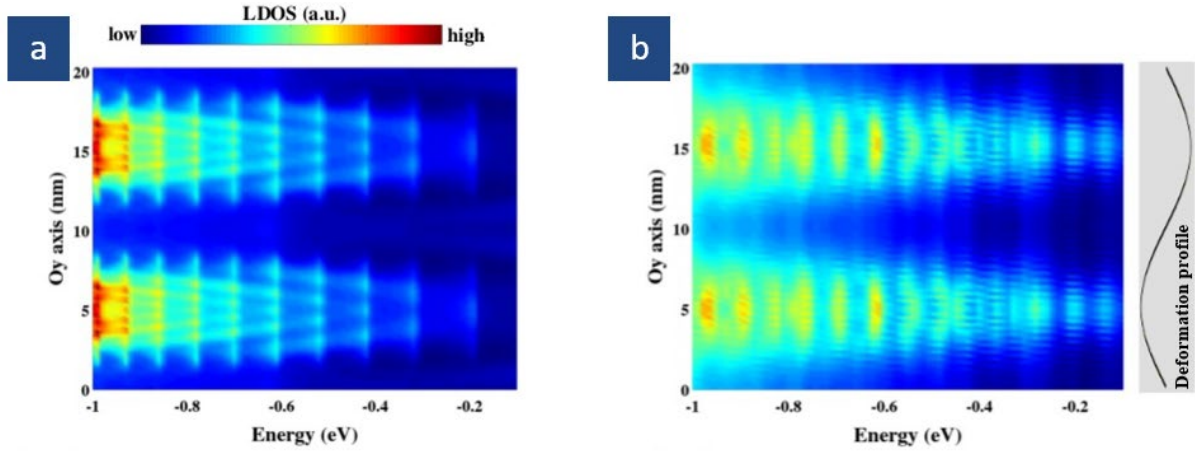 LDOS (a.u.)
low high
a
20
15
10
5
0
Oy axis (nm)
-1 -0.8 -0.6 -0.4 -0.2
Energy (eV)
b
20
15
10
5
0
Oy axis (nm)
-1 -0.8 -0.6 -0.4 -0.2
Energy (eV)
Deformation profile